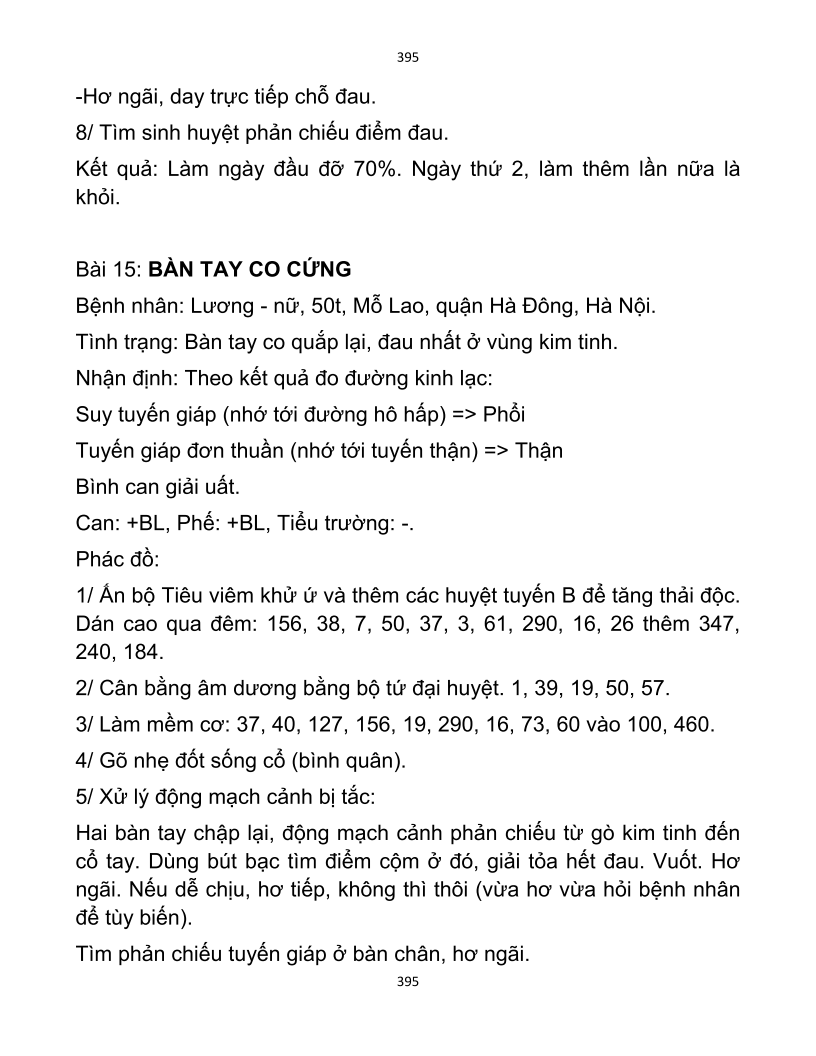 395
-Hơ ngãi, day trực tiếp chỗ đau.
8/ Tìm sinh huyệt phản chiếu điểm đau.
Kết quả: Làm ngày đầu đỡ 70%. Ngày thứ 2, làm thêm lần nữa là
khỏi.
Bài 15: BÀN TAY CO CỨNG
Bệnh nhân: Lương - nữ, 50t, Mỗ Lao, quận Hà Đông, Hà Nội.
Tình trạng: Bàn tay co quắp lại, đau nhất ở vùng kim tinh.
Nhận định: Theo kết quả đo đường kinh lạc:
Suy tuyến giáp (nhớ tới đường hô hấp) => Phổi
Tuyến giáp đơn thuần (nhớ tới tuyến thận) => Thận
Bình can giải uất.
Can: +BL, Phế: +BL, Tiểu trường: -.
Phác đồ:
1/ Ấn bộ Tiêu viêm khử ứ và thêm các huyệt tuyến B để tăng thải độc.
Dán cao qua đêm: 156, 38, 7, 50, 37, 3, 61, 290, 16, 26 thêm 347,
240, 184.
2/ Cân bằng âm dương bằng bộ tứ đại huyệt. 1, 39, 19, 50, 57.
3/ Làm mềm cơ: 37, 40, 127, 156, 19, 290, 16, 73, 60 vào 100, 460.
4/ Gõ nhẹ đốt sống cổ (bình quân).
5/ Xử lý động mạch cảnh bị tắc:
Hai bàn tay chập lại, động mạch cảnh phản chiếu từ gò kim tinh đến
cổ tay. Dùng bút bạc tìm điểm cộm ở đó, giải tỏa hết đau. Vuốt. Hơ
ngãi. Nếu dễ chịu, hơ tiếp, không thì thôi (vừa hơ vừa hỏi bệnh nhân
để tùy biến).
Tìm phản chiếu tuyến giáp ở bàn chân, hơ ngãi.
395